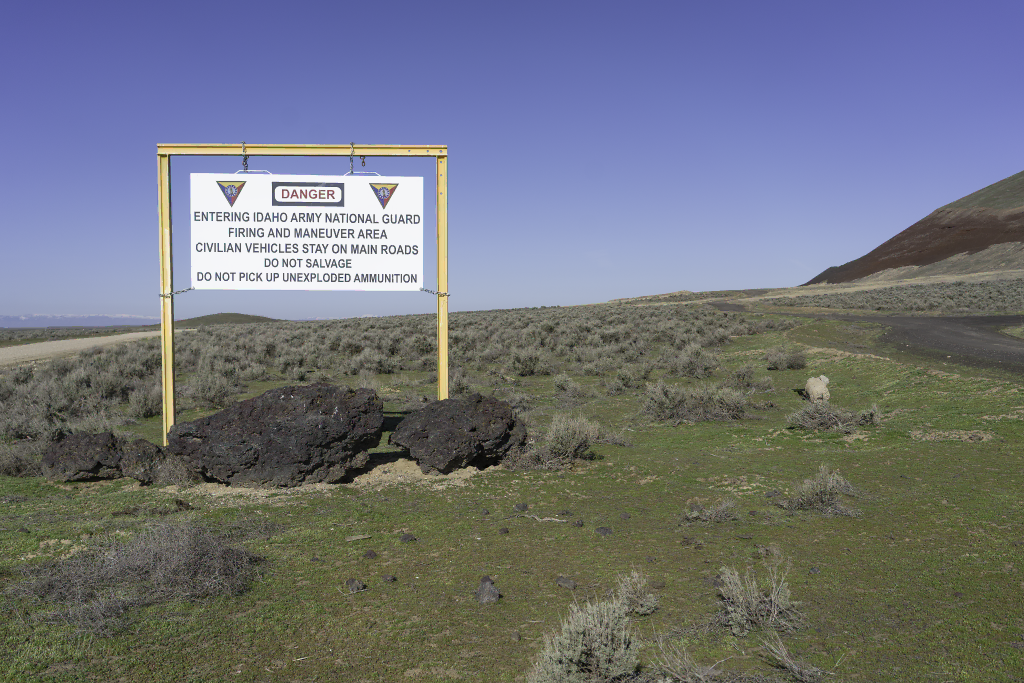 DANGER
ENTERING IDAHO ARMY NATIONAL GUARD
FIRING AND MANEUVER AREA
CIVILIAN VEHICLES STAY ON MAIN ROADS
DO NOT SALVAGE
DO NOT PICK UP UNEXPLODED AMMUNITION